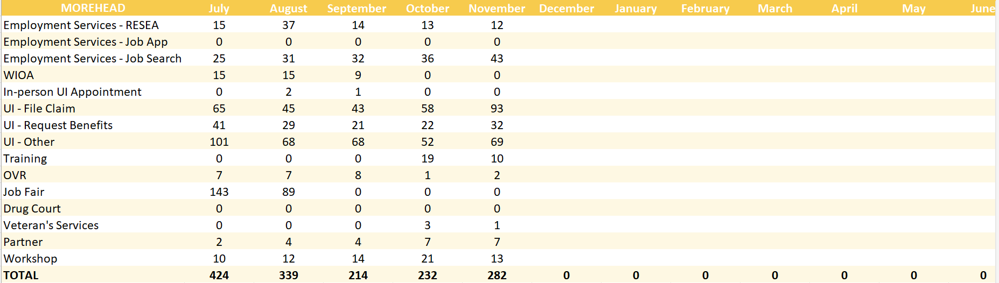 MOREHEAD July August September October November December January February March April May June
Employment Services - RESEA 15 37 14 13 12
Employment Services - Job App 0 0 0 0 0
Employment Services - Job Search 25 31 32 36 43
WIOA 15 15 9 0 0
In-person UI Appointment 0 2 1 0 0
UI - File Claim 65 45 43 58 93
UI - Request Benefits 41 29 21 22 32
UI - Other 101 68 68 52 69
Training 0 0 0 19 10
OVR 7 7 8 1 2
Job Fair 143 89 0 0 0
Drug Court 0 0 0 0 0
Veteran's Services 0 0 0 3 1
Partner 2 4 4 7 7
Workshop 10 12 14 21 13
TOTAL 424 339 214 232 282 0 0 0 0 0 0 0